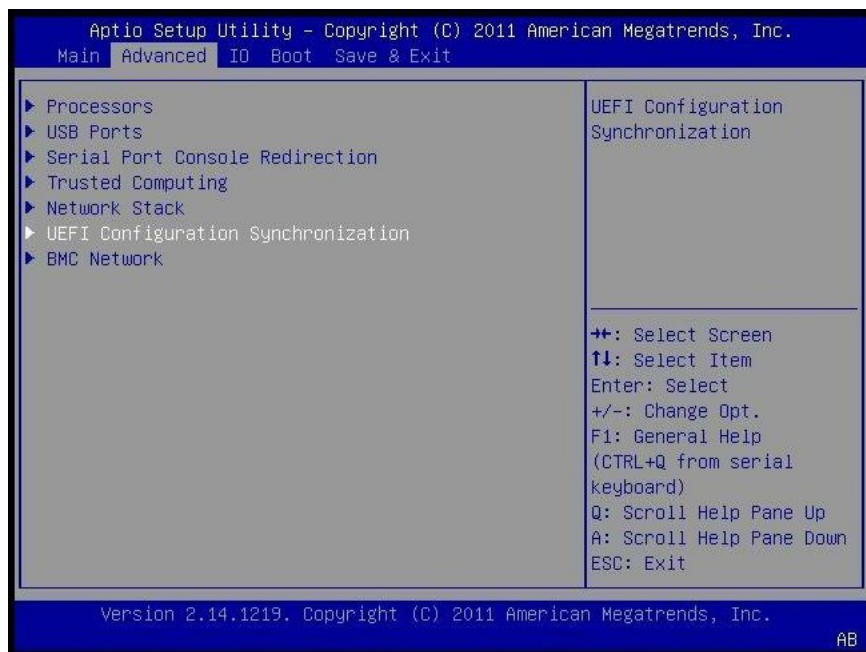 Aptio Setup Utility – Copyright (C) 2011 American Megatrends, Inc.
Main Advanced IO Boot Save & Exit
Processors
USB Ports
Serial Port Console Redirection
Trusted Computing
Network Stack
UEFI Configuration Synchronization
BMC Network
UEFI Configuration
Synchronization
→←: Select Screen
↑↓: Select Item
Enter: Select
+/-: Change Opt.
F1: General Help
(CTRL+Q from serial
keyboard)
Q: Scroll Help Pane Up
A: Scroll Help Pane Down
ESC: Exit
Version 2.14.1219. Copyright (C) 2011 American Megatrends, Inc.
AB